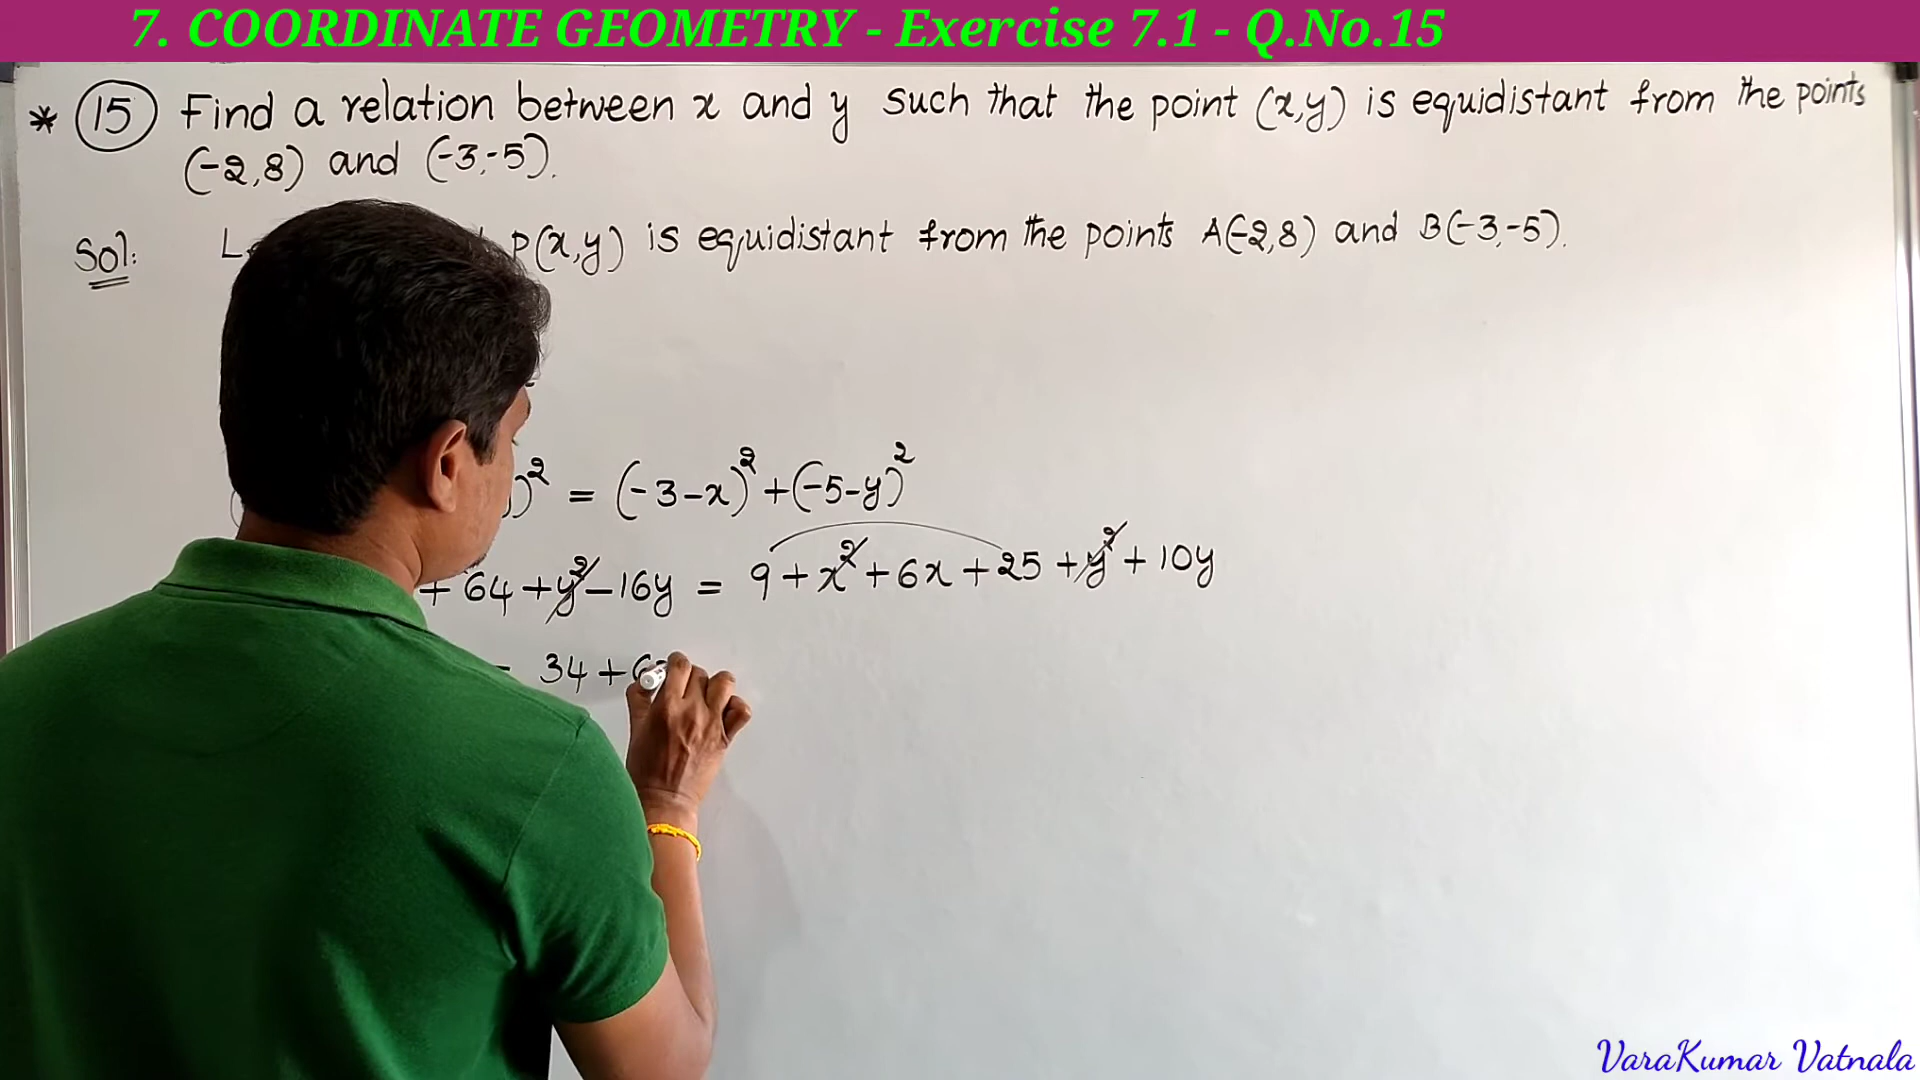 7. COORDINATE GEOMETRY - Exercise 7.1 - Q.No.15
* 15 Find a relation between x and y such that the point (x,y) is equidistant from the points
(-2,8) and (-3,-5).
Sol: P(x,y) is equidistant from the points A(-2,8) and B(-3,-5).
)² = (-3-x)² + (-5-y)²
+ 64 + y² - 16y = 9 + x² + 6x + 25 + y² + 10y
= 34 + 6
VaraKumar Vatnala